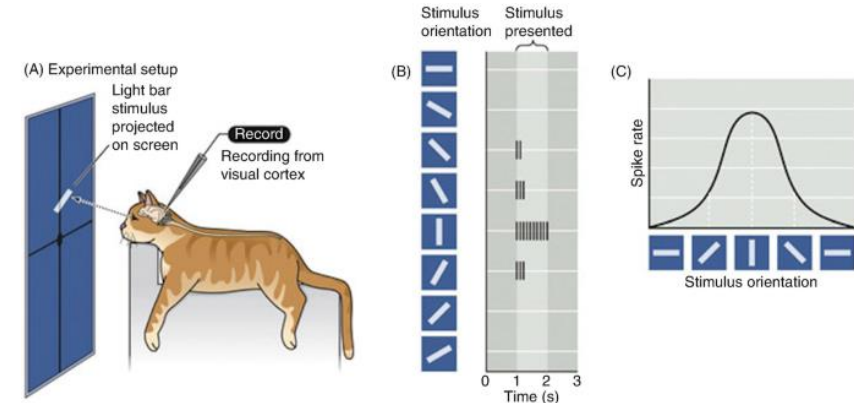 (A) Experimental setup
Light bar
stimulus
projected
on screen
Record
Recording from
visual cortex
(B)
Stimulus
orientation
Stimulus
presented
0 1 2 3
Time (s)
(C)
Spike rate
Stimulus orientation